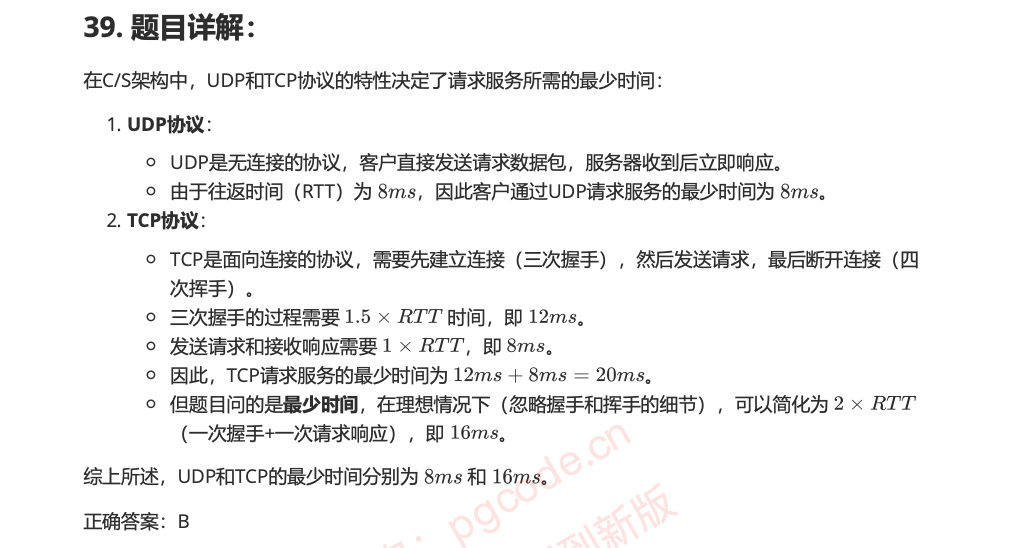 39. 题目详解：
在C/S架构中，UDP和TCP协议的特性决定了请求服务所需的最少时间：
1. UDP协议：
UDP是无连接的协议，客户直接发送请求数据包，服务器收到后立即响应。
由于往返时间（RTT）为 8ms，因此客户通过UDP请求服务的最少时间为 8ms。
2. TCP协议：
TCP是面向连接的协议，需要先建立连接（三次握手），然后发送请求，最后断开连接（四
次挥手）。
三次握手的过程需要 1.5 × RTT 时间，即 12ms。
发送请求和接收响应需要 1 × RTT，即 8ms。
因此，TCP请求服务的最少时间为 12ms + 8ms = 20ms。
但题目问的是最少时间，在理想情况下（忽略握手和挥手的细节），可以简化为 2 × RTT
（一次握手+一次请求响应），即 16ms。
综上所述，UDP和TCP的最少时间分别为 8ms 和 16ms。
正确答案：B
：pgcode.cn
到新版